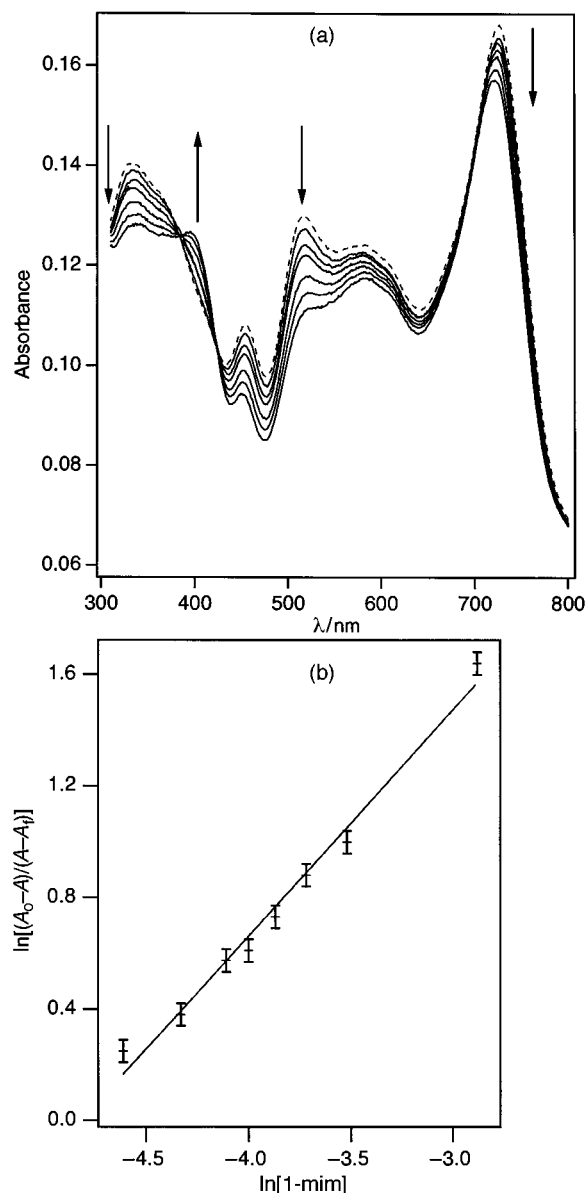 (a)
0.16
0.14
0.12
0.10
0.08
0.06
Absorbance
300 400 500 600 700 800
λ/nm
(b)
1.6
1.2
0.8
0.4
0.0
ln[(Aₒ–A)/(A–A_f)]
–4.5 –4.0 –3.5 –3.0
ln[1-mim]